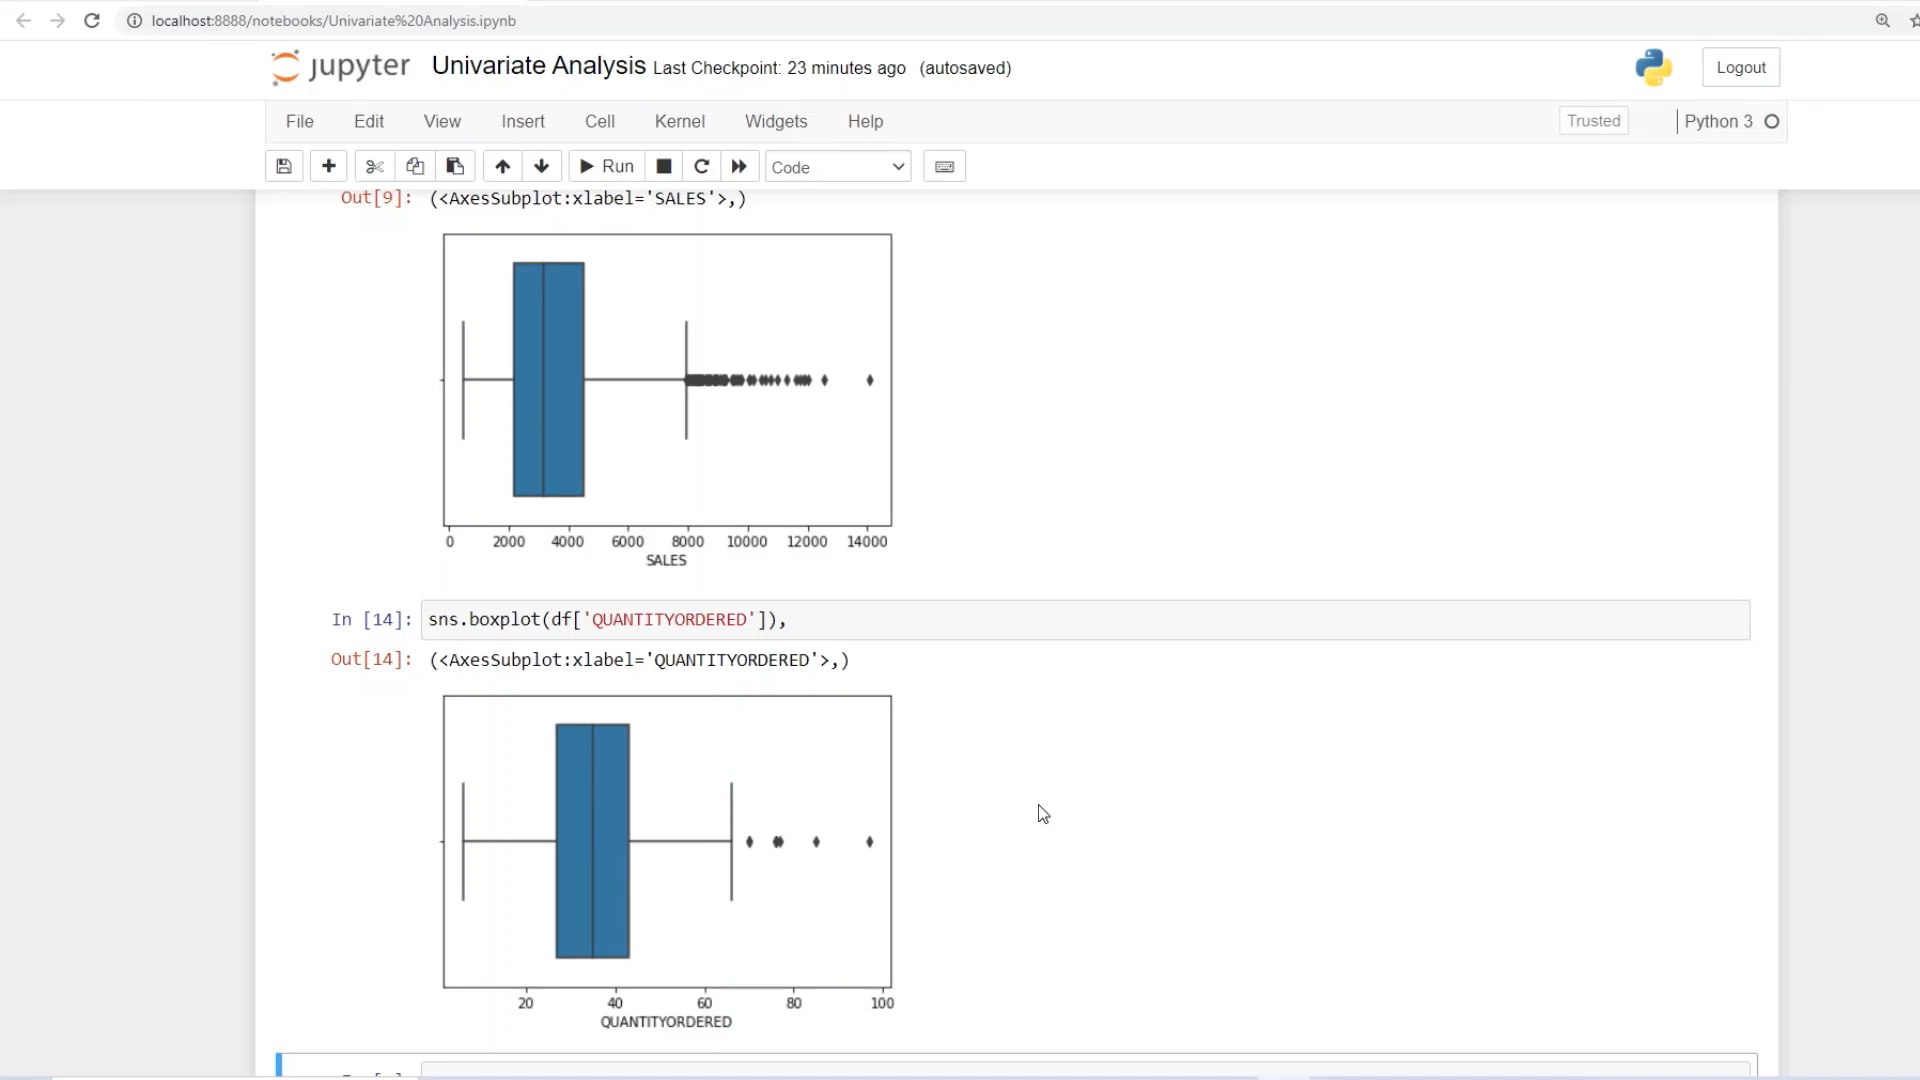 localhost:8888/notebooks/Univariate%20Analysis.ipynb
jupyter Univariate Analysis Last Checkpoint: 23 minutes ago (autosaved)
Logout
File Edit View Insert Cell Kernel Widgets Help
Trusted
Python 3
Run
Code
Out[9]: (<AxesSubplot:xlabel='SALES'>,)
0 2000 4000 6000 8000 10000 12000 14000
SALES
In [14]: sns.boxplot(df['QUANTITYORDERED']),
Out[14]: (<AxesSubplot:xlabel='QUANTITYORDERED'>,)
20 40 60 80 100
QUANTITYORDERED